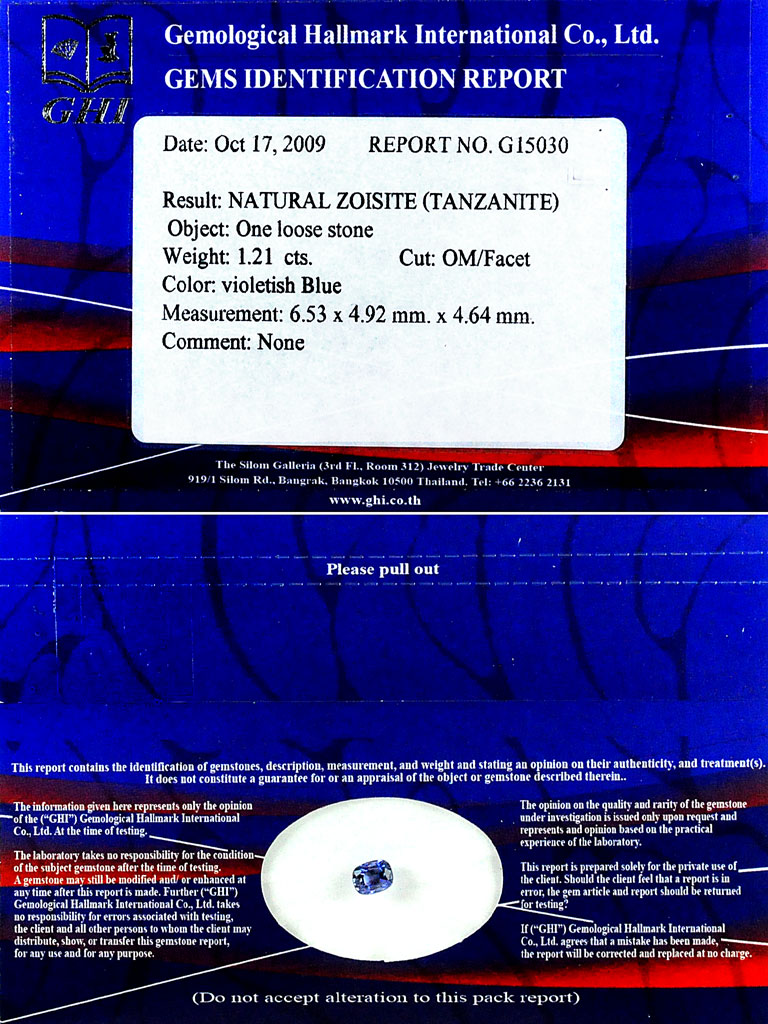 Gemological Hallmark International Co., Ltd.
GEMS IDENTIFICATION REPORT
GHI
Date: Oct 17, 2009 REPORT NO. G15030
Result: NATURAL ZOISITE (TANZANITE)
Object: One loose stone
Weight: 1.21 cts. Cut: OM/Facet
Color: violetish Blue
Measurement: 6.53 x 4.92 mm. x 4.64 mm.
Comment: None
The Silom Galleria (3rd Fl., Room 312) Jewelry Trade Center
919/1 Silom Rd., Bangrak, Bangkok 10500 Thailand. Tel: +66 2236 2131
www.ghi.co.th
Please pull out
This report contains the identification of gemstones, description, measurement, and weight and stating an opinion on their authenticity, and treatment(s).
It does not constitute a guarantee for or an appraisal of the object or gemstone described therein..
The information given here represents only the opinion
of the ("GHI") Gemological Hallmark International
Co., Ltd. At the time of testing.
The laboratory takes no responsibility for the condition
of the subject gemstone after the time of testing.
A gemstone may still be modified and/ or enhanced at
any time after this report is made. Further ("GHI")
Gemological Hallmark International Co., Ltd. takes
no responsibility for errors associated with testing,
the client and all other persons to whom the client may
distribute, show, or transfer this gemstone report,
for any use and for any purpose.
The opinion on the quality and rarity of the gemstone
under investigation is issued only upon request and
represents and opinion based on the practical
experience of the laboratory.
This report is prepared solely for the private use of
the client. Should the client feel that a report is in
error, the gem article and report should be returned
for testing?
If ("GHI") Gemological Hallmark International
Co., Ltd. agrees that a mistake has been made,
the report will be corrected and replaced at no charge.
(Do not accept alteration to this pack report)